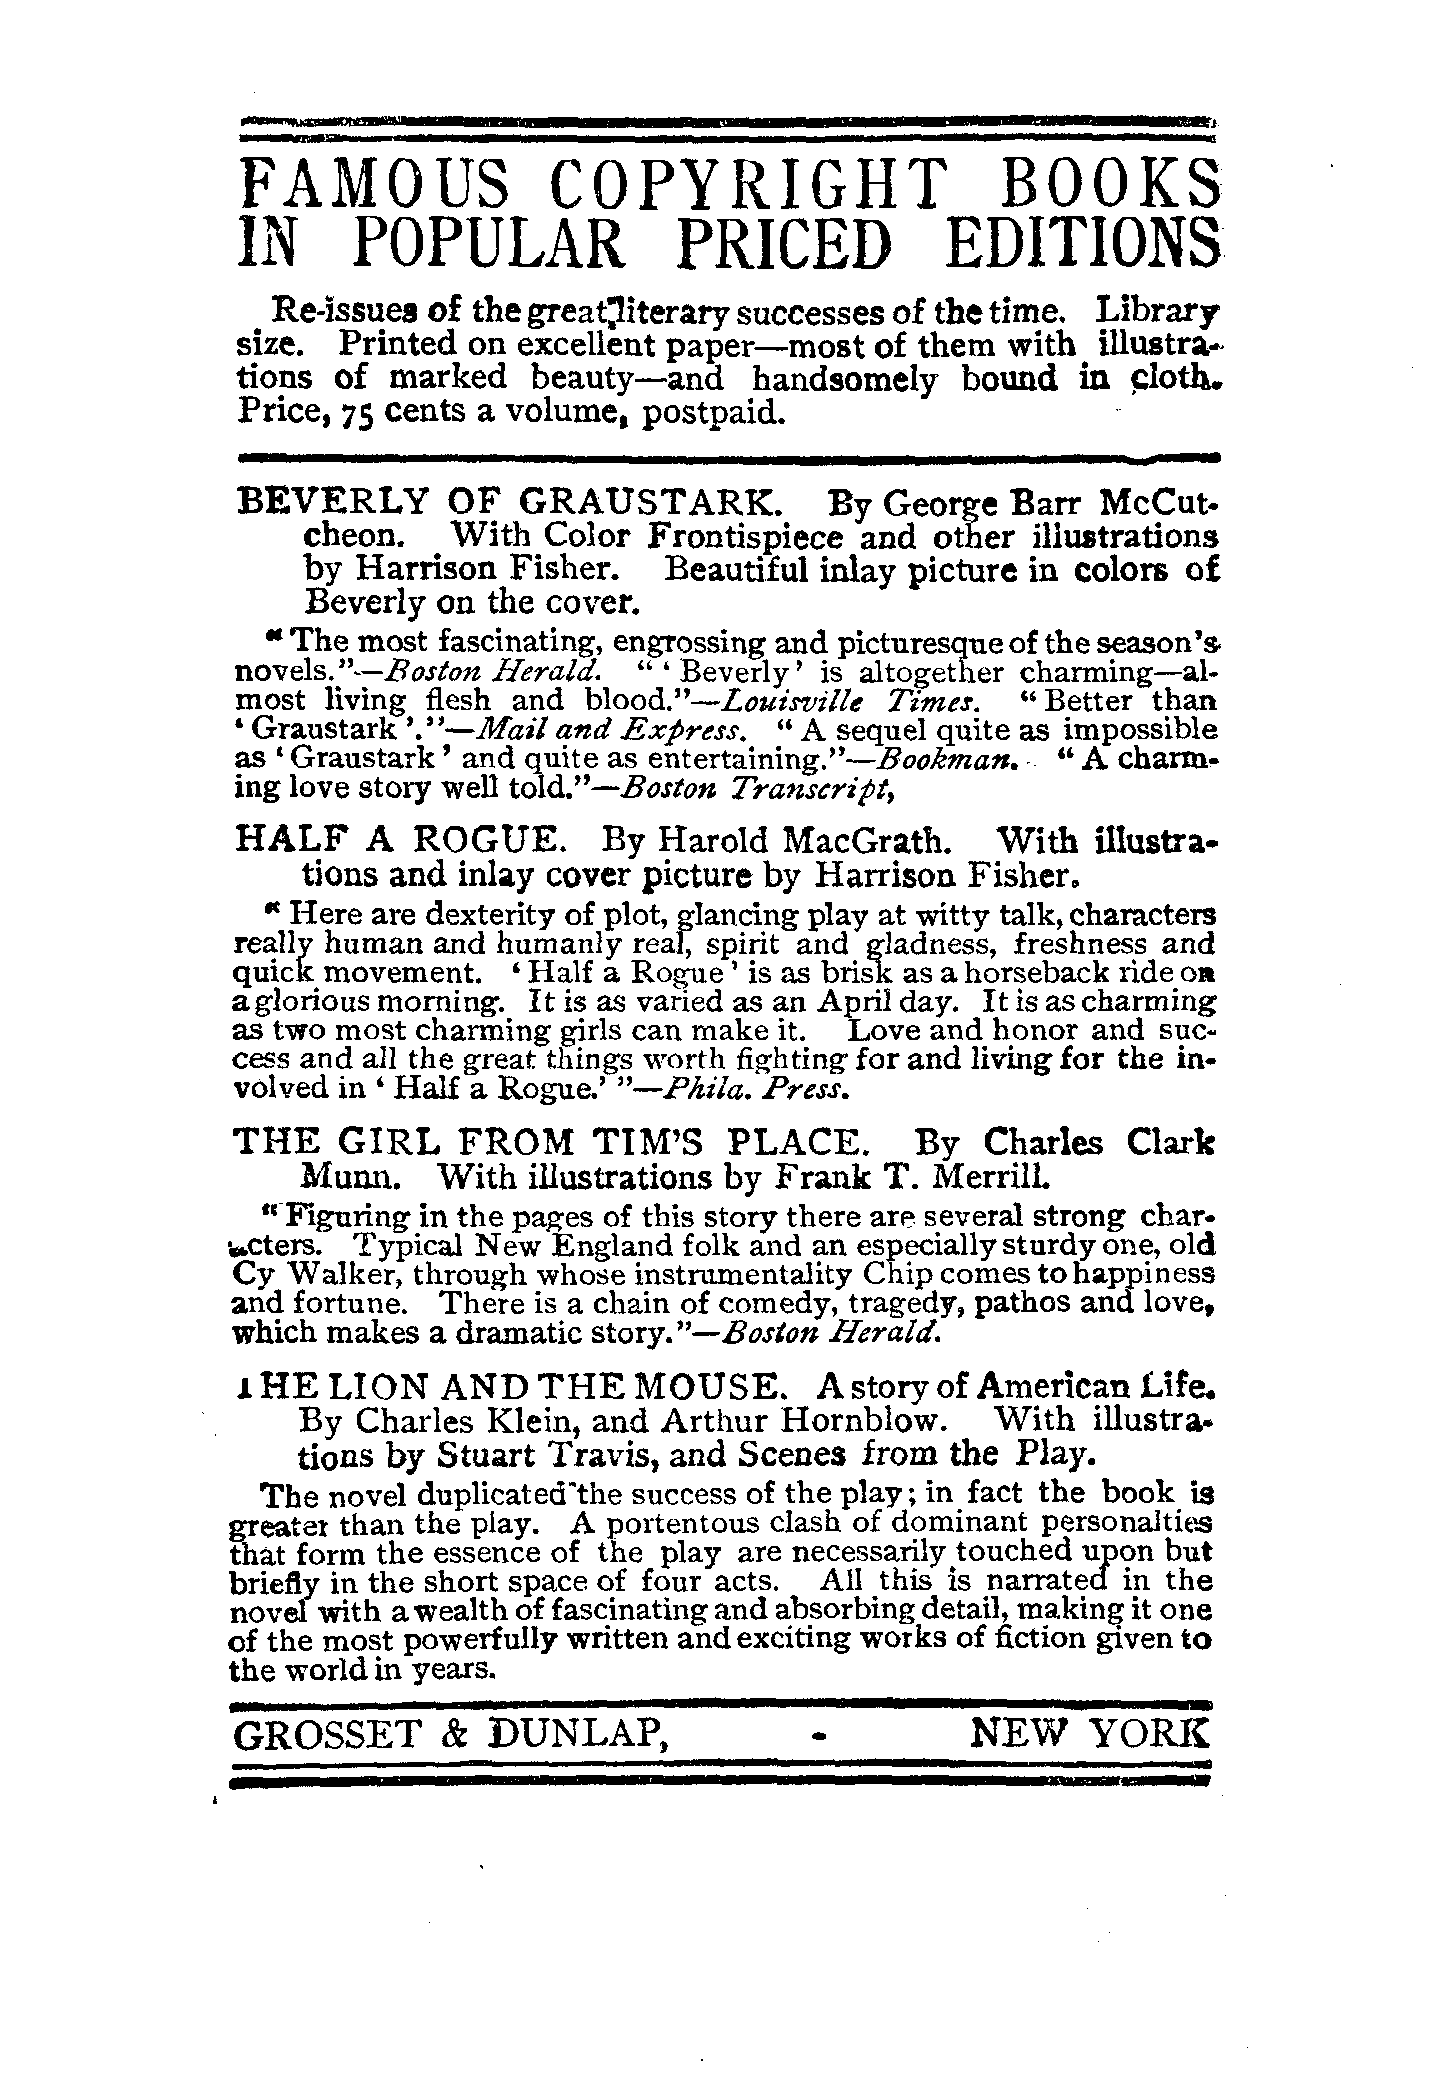 FAMOUS COPYRIGHT BOOKS
IN POPULAR PRICED EDITIONS
Re-issues of the great literary successes of the time. Library
size. Printed on excellent paper—most of them with illustra-
tions of marked beauty—and handsomely bound in cloth.
Price, 75 cents a volume, postpaid.
BEVERLY OF GRAUSTARK. By George Barr McCut-
cheon. With Color Frontispiece and other illustrations
by Harrison Fisher. Beautiful inlay picture in colors of
Beverly on the cover.
“The most fascinating, engrossing and picturesque of the season’s
novels.”—Boston Herald. “‘Beverly’ is altogether charming—al-
most living flesh and blood.”—Louisville Times. “Better than
‘Graustark’.”—Mail and Express. “A sequel quite as impossible
as ‘Graustark’ and quite as entertaining.”—Bookman. “A charm-
ing love story well told.”—Boston Transcript,
HALF A ROGUE. By Harold MacGrath. With illustra-
tions and inlay cover picture by Harrison Fisher.
“Here are dexterity of plot, glancing play at witty talk, characters
really human and humanly real, spirit and gladness, freshness and
quick movement. ‘Half a Rogue’ is as brisk as a horseback ride on
a glorious morning. It is as varied as an April day. It is as charming
as two most charming girls can make it. Love and honor and suc-
cess and all the great things worth fighting for and living for the in-
volved in ‘Half a Rogue.’”—Phila. Press.
THE GIRL FROM TIM’S PLACE. By Charles Clark
Munn. With illustrations by Frank T. Merrill.
“Figuring in the pages of this story there are several strong char-
acters. Typical New England folk and an especially sturdy one, old
Cy Walker, through whose instrumentality Chip comes to happiness
and fortune. There is a chain of comedy, tragedy, pathos and love,
which makes a dramatic story.”—Boston Herald.
THE LION AND THE MOUSE. A story of American Life.
By Charles Klein, and Arthur Hornblow. With illustra-
tions by Stuart Travis, and Scenes from the Play.
The novel duplicated the success of the play; in fact the book is
greater than the play. A portentous clash of dominant personalties
that form the essence of the play are necessarily touched upon but
briefly in the short space of four acts. All this is narrated in the
novel with a wealth of fascinating and absorbing detail, making it one
of the most powerfully written and exciting works of fiction given to
the world in years.
GROSSET & DUNLAP, - NEW YORK